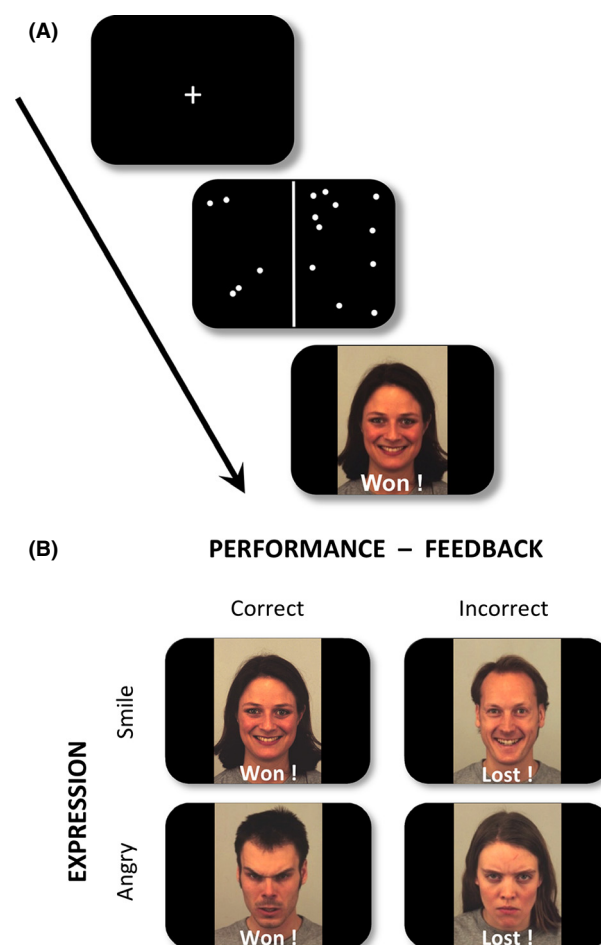 (A)
Won !
(B)
PERFORMANCE – FEEDBACK
Correct Incorrect
EXPRESSION
Smile
Won ! Lost !
Angry
Won ! Lost !